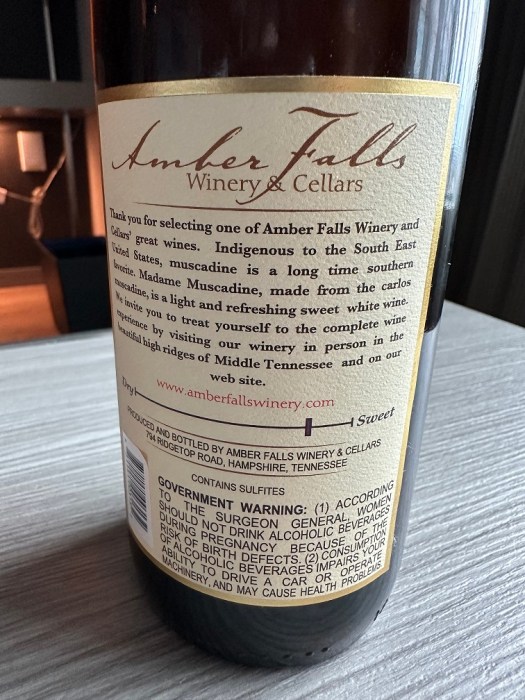 Amber Falls
Winery & Cellars
Thank you for selecting one of Amber Falls Winery and
Cellars' great wines. Indigenous to the South East
United States, muscadine is a long time southern
favorite. Madame Muscadine, made from the carlos
muscadine, is a light and refreshing sweet white wine.
We invite you to treat yourself to the complete wine
experience by visiting our winery in person in the
beautiful high ridges of Middle Tennessee and on our
web site.
www.amberfallswinery.com
Dry Sweet
PRODUCED AND BOTTLED BY AMBER FALLS WINERY & CELLARS
794 RIDGETOP ROAD, HAMPSHIRE, TENNESSEE
CONTAINS SULFITES
GOVERNMENT WARNING: (1) ACCORDING
TO THE SURGEON GENERAL, WOMEN
SHOULD NOT DRINK ALCOHOLIC BEVERAGES
DURING PREGNANCY BECAUSE OF THE
RISK OF BIRTH DEFECTS. (2) CONSUMPTION
OF ALCOHOLIC BEVERAGES IMPAIRS YOUR
ABILITY TO DRIVE A CAR OR OPERATE
MACHINERY, AND MAY CAUSE HEALTH PROBLEMS.